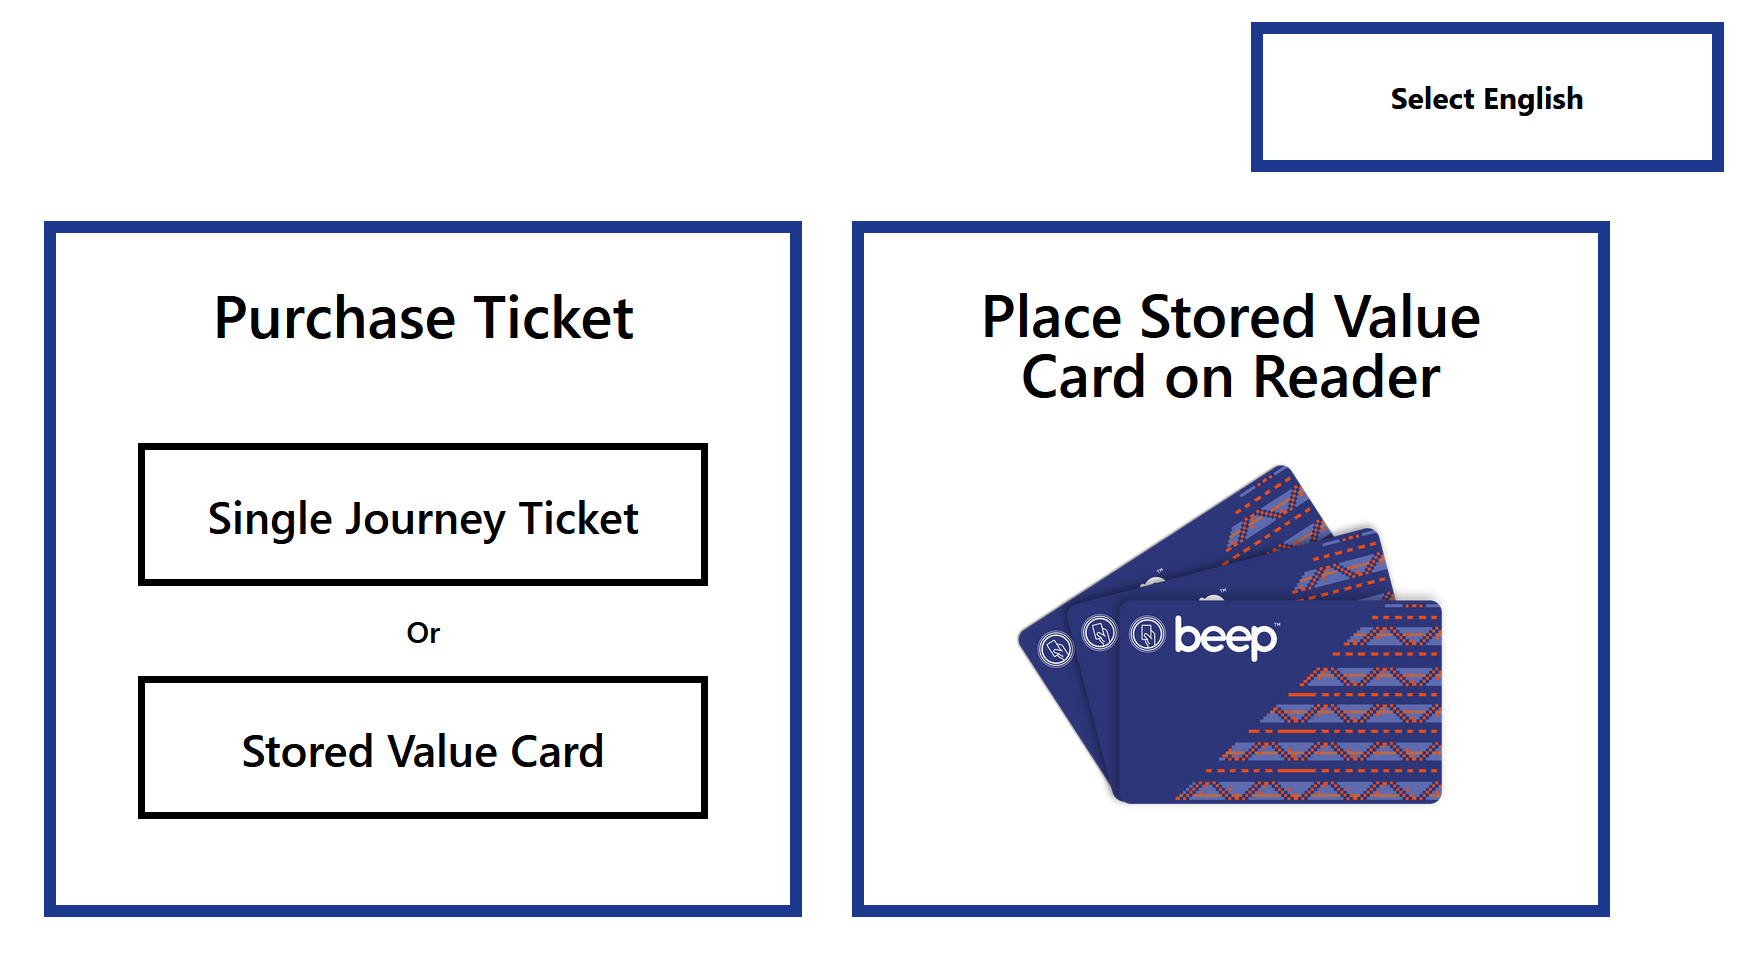 Select English
Purchase Ticket
Single Journey Ticket
Or
Stored Value Card
Place Stored Value
Card on Reader
beep™